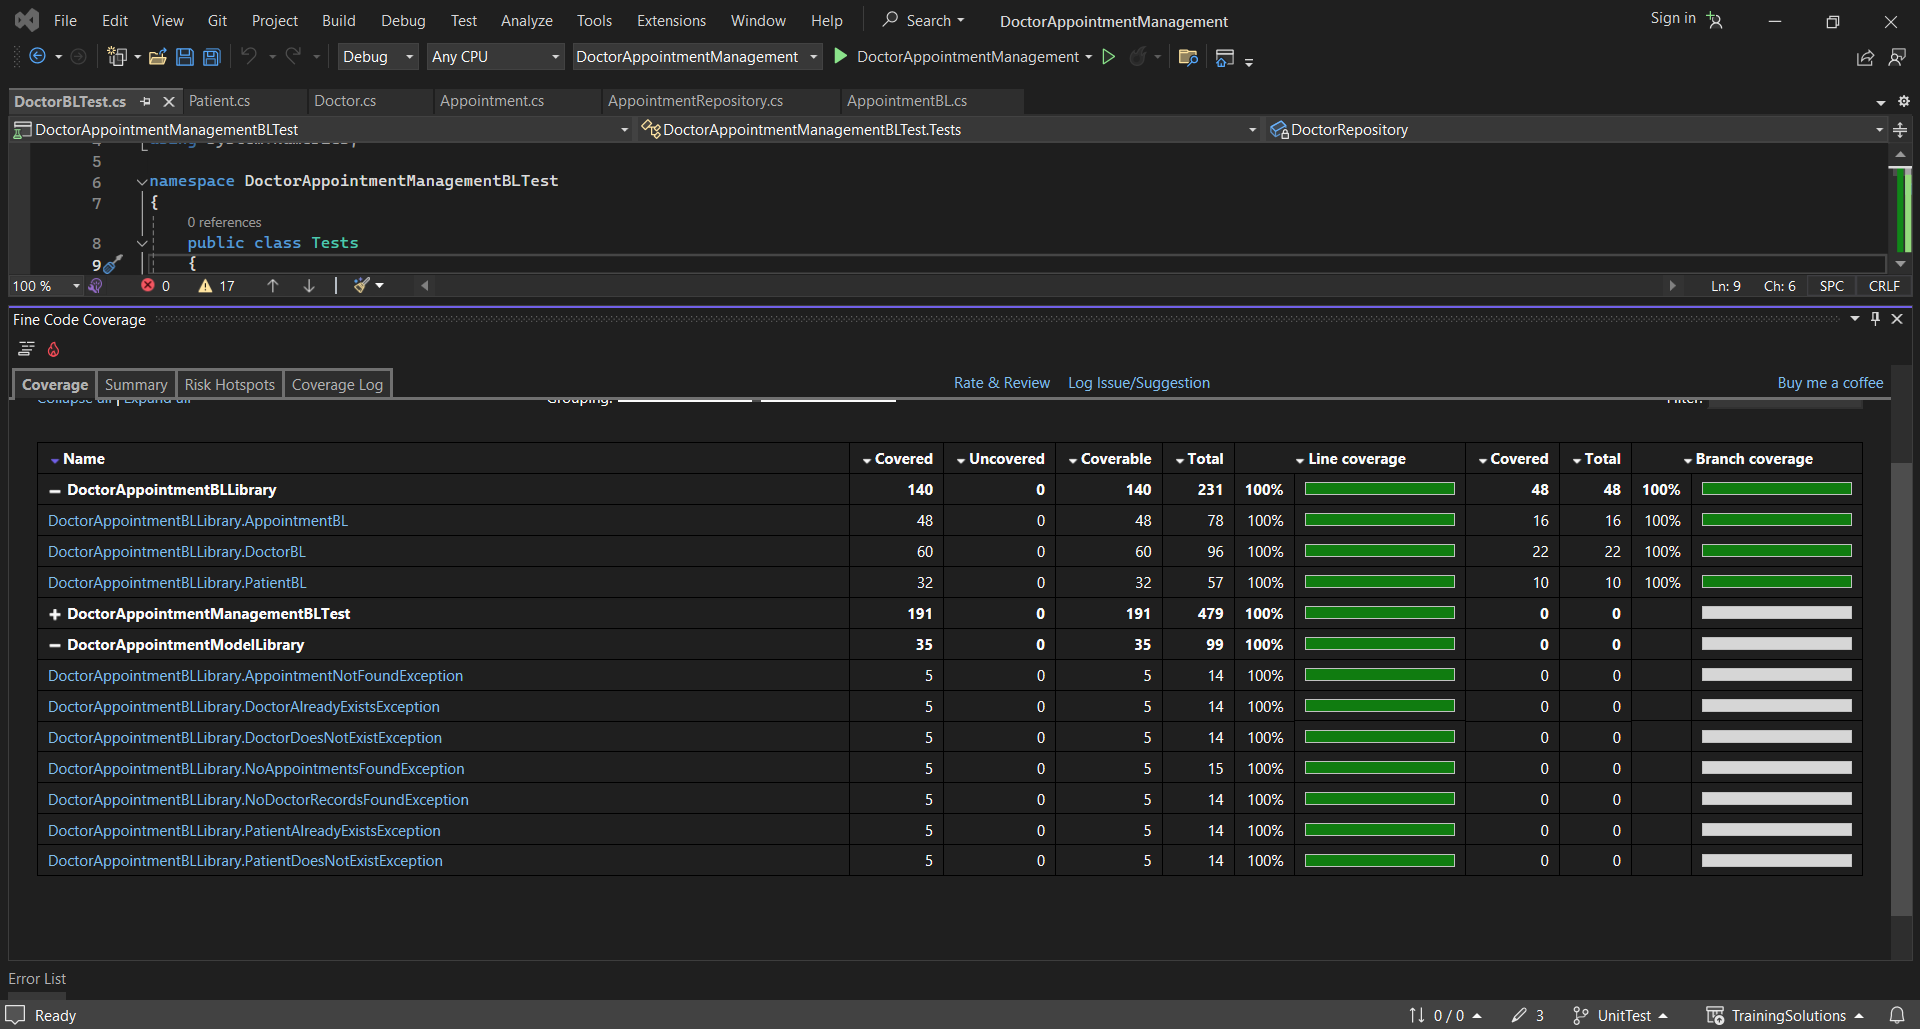 File Edit View Git Project Build Debug Test Analyze Tools Extensions Window Help Search DoctorAppointmentManagement Sign in
Debug Any CPU DoctorAppointmentManagement DoctorAppointmentManagement
DoctorBLTest.cs Patient.cs Doctor.cs Appointment.cs AppointmentRepository.cs AppointmentBL.cs
DoctorAppointmentManagementBLTest DoctorAppointmentManagementBLTest.Tests DoctorRepository
5
6 namespace DoctorAppointmentManagementBLTest
7 {
0 references
8 public class Tests
9 {
100 % 0 17 Ln: 9 Ch: 6 SPC CRLF
Fine Code Coverage
Coverage Summary Risk Hotspots Coverage Log Rate & Review Log Issue/Suggestion Buy me a coffee
Collapse all | Expand all Grouping: Filter:
Name Covered Uncovered Coverable Total Line coverage Covered Total Branch coverage
DoctorAppointmentBLLibrary 140 0 140 231 100% 48 48 100%
DoctorAppointmentBLLibrary.AppointmentBL 48 0 48 78 100% 16 16 100%
DoctorAppointmentBLLibrary.DoctorBL 60 0 60 96 100% 22 22 100%
DoctorAppointmentBLLibrary.PatientBL 32 0 32 57 100% 10 10 100%
DoctorAppointmentManagementBLTest 191 0 191 479 100% 0 0
DoctorAppointmentModelLibrary 35 0 35 99 100% 0 0
DoctorAppointmentBLLibrary.AppointmentNotFoundException 5 0 5 14 100% 0 0
DoctorAppointmentBLLibrary.DoctorAlreadyExistsException 5 0 5 14 100% 0 0
DoctorAppointmentBLLibrary.DoctorDoesNotExistException 5 0 5 14 100% 0 0
DoctorAppointmentBLLibrary.NoAppointmentsFoundException 5 0 5 15 100% 0 0
DoctorAppointmentBLLibrary.NoDoctorRecordsFoundException 5 0 5 14 100% 0 0
DoctorAppointmentBLLibrary.PatientAlreadyExistsException 5 0 5 14 100% 0 0
DoctorAppointmentBLLibrary.PatientDoesNotExistException 5 0 5 14 100% 0 0
Error List
Ready 0 / 0 3 UnitTest TrainingSolutions